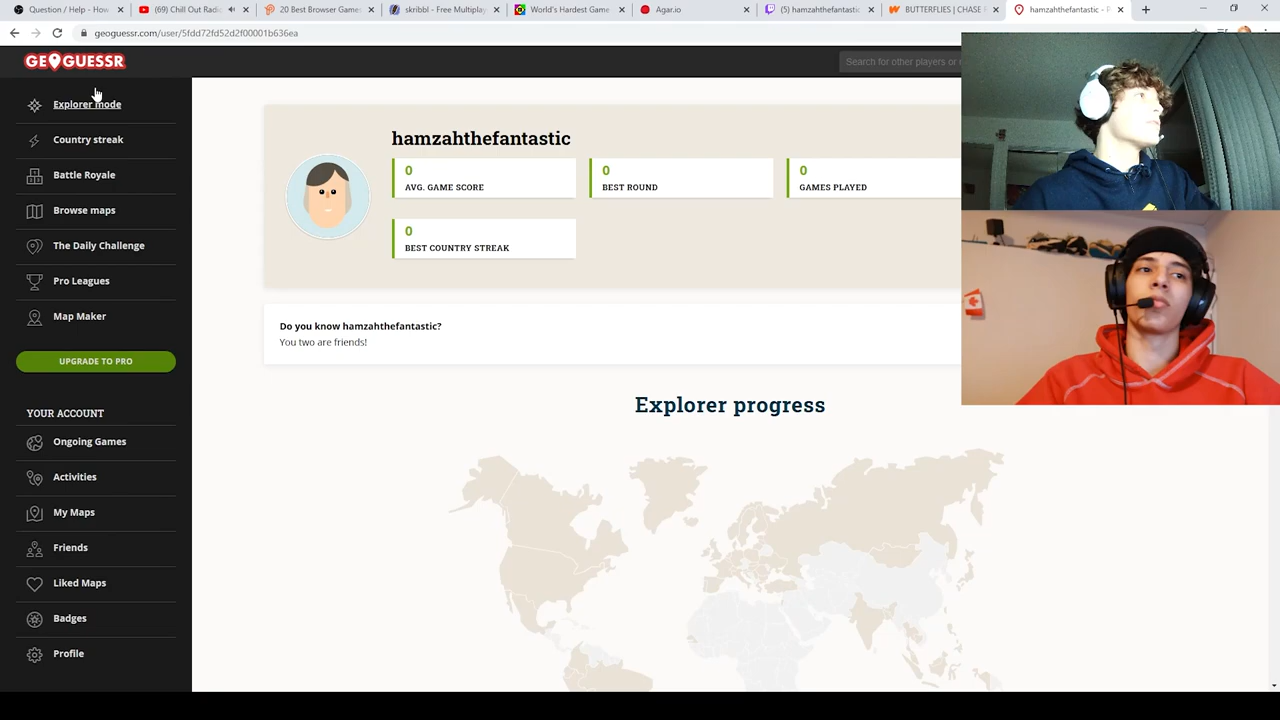 Question / Help - How
(69) Chill Out Radio
20 Best Browser Games
skribbl - Free Multiplay
World's Hardest Game
Agar.io
(5) hamzahthefantastic
BUTTERFLIES | CHASE
hamzahthefantastic -
geoguessr.com/user/5fdd72fd52d2f00001b636ea
GEOGUESSR
Search for other players or
Explorer mode
Country streak
Battle Royale
Browse maps
The Daily Challenge
Pro Leagues
Map Maker
UPGRADE TO PRO
YOUR ACCOUNT
Ongoing Games
Activities
My Maps
Friends
Liked Maps
Badges
Profile
hamzahthefantastic
0
AVG. GAME SCORE
0
BEST ROUND
0
GAMES PLAYED
0
BEST COUNTRY STREAK
Do you know hamzahthefantastic?
You two are friends!
Explorer progress